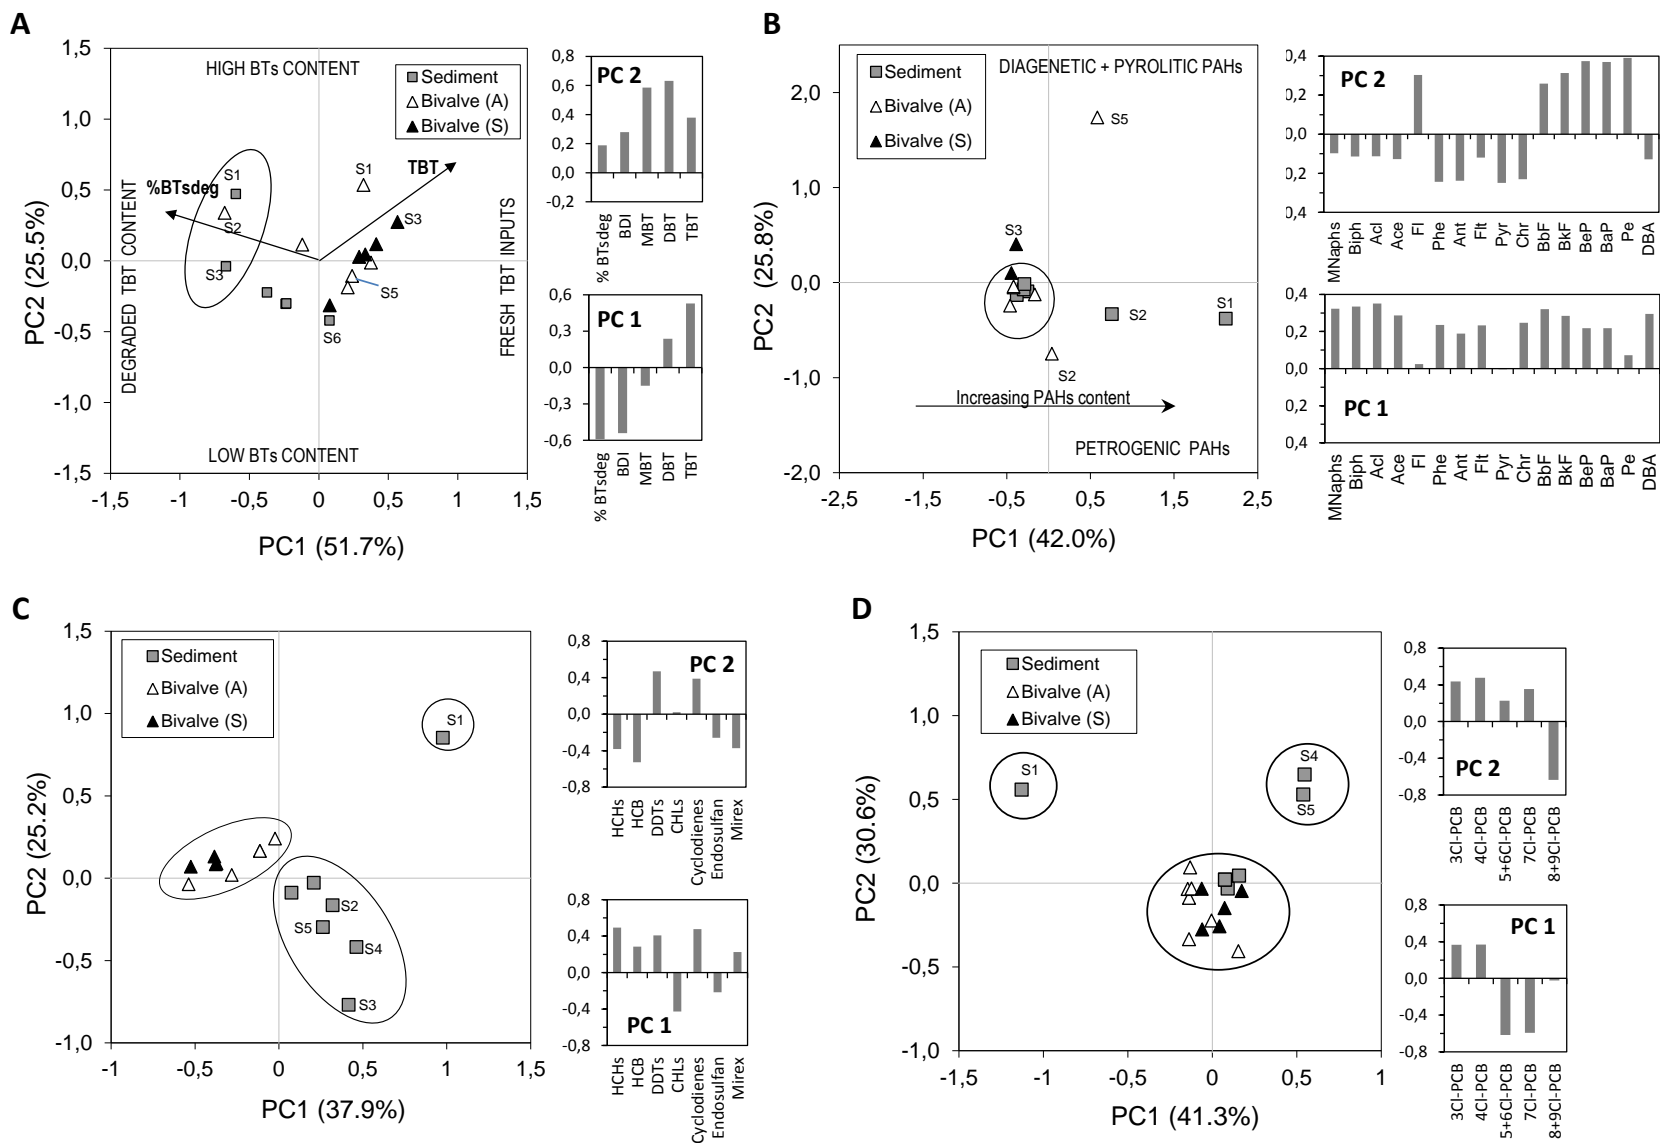 A
1,5
1,0
0,5
0,0
-0,5
-1,0
-1,5
-1
-0,5
0
0,5
1
1,5
PC1 (51.7%)
PC2 (25.5%)
HIGH BTs CONTENT
LOW BTs CONTENT
DEGRADED TBT CONTENT
FRESH TBT INPUTS
Sediment
Bivalve (A)
Bivalve (S)
%BTsdeg
TBT
S1
S2
S3
S1
S3
S5
S6
PC 2
0,8
0,6
0,4
0,2
0,0
-0,2
% BTsdeg
BDI
MBT
DBT
TBT
PC 1
0,6
0,3
0,0
-0,3
-0,6
% BTsdeg
BDI
MBT
DBT
TBT
B
2,0
1,0
0,0
-1,0
-2,0
-2,5
-1,5
-0,5
0,5
1,5
2,5
PC1 (42.0%)
PC2 (25.8%)
DIAGENETIC + PYROLITIC PAHs
PETROGENIC PAHs
Increasing PAHs content
Sediment
Bivalve (A)
Bivalve (S)
S5
S3
S2
S1
S2
PC 2
0,4
0,2
0,0
0,2
0,4
MNaphs
Biph
Acl
Ace
Fl
Phe
Ant
Flt
Pyr
Chr
BbF
BkF
BeP
BaP
Pe
DBA
PC 1
0,4
0,2
0,0
0,2
0,4
MNaphs
Biph
Acl
Ace
Fl
Phe
Ant
Flt
Pyr
Chr
BbF
BkF
BeP
BaP
Pe
DBA
C
1,5
1,0
0,5
0,0
-0,5
-1,0
-1
-0,5
0
0,5
1
1,5
PC1 (37.9%)
PC2 (25.2%)
Sediment
Bivalve (A)
Bivalve (S)
S1
S2
S5
S4
S3
PC 2
0,8
0,4
0,0
-0,4
-0,8
HCHs
HCB
DDTs
CHLs
Cyclodienes
Endosulfan
Mirex
PC 1
0,8
0,4
0,0
-0,4
-0,8
HCHs
HCB
DDTs
CHLs
Cyclodienes
Endosulfan
Mirex
D
1,5
1,0
0,5
0,0
-0,5
-1,0
-1,5
-1
-0,5
0
0,5
1
PC1 (41.3%)
PC2 (30.6%)
Sediment
Bivalve (A)
Bivalve (S)
S1
S4
S5
PC 2
0,8
0,4
0,0
-0,4
-0,8
3Cl-PCB
4Cl-PCB
5+6Cl-PCB
7Cl-PCB
8+9Cl-PCB
PC 1
0,8
0,4
0,0
-0,4
-0,8
3Cl-PCB
4Cl-PCB
5+6Cl-PCB
7Cl-PCB
8+9Cl-PCB